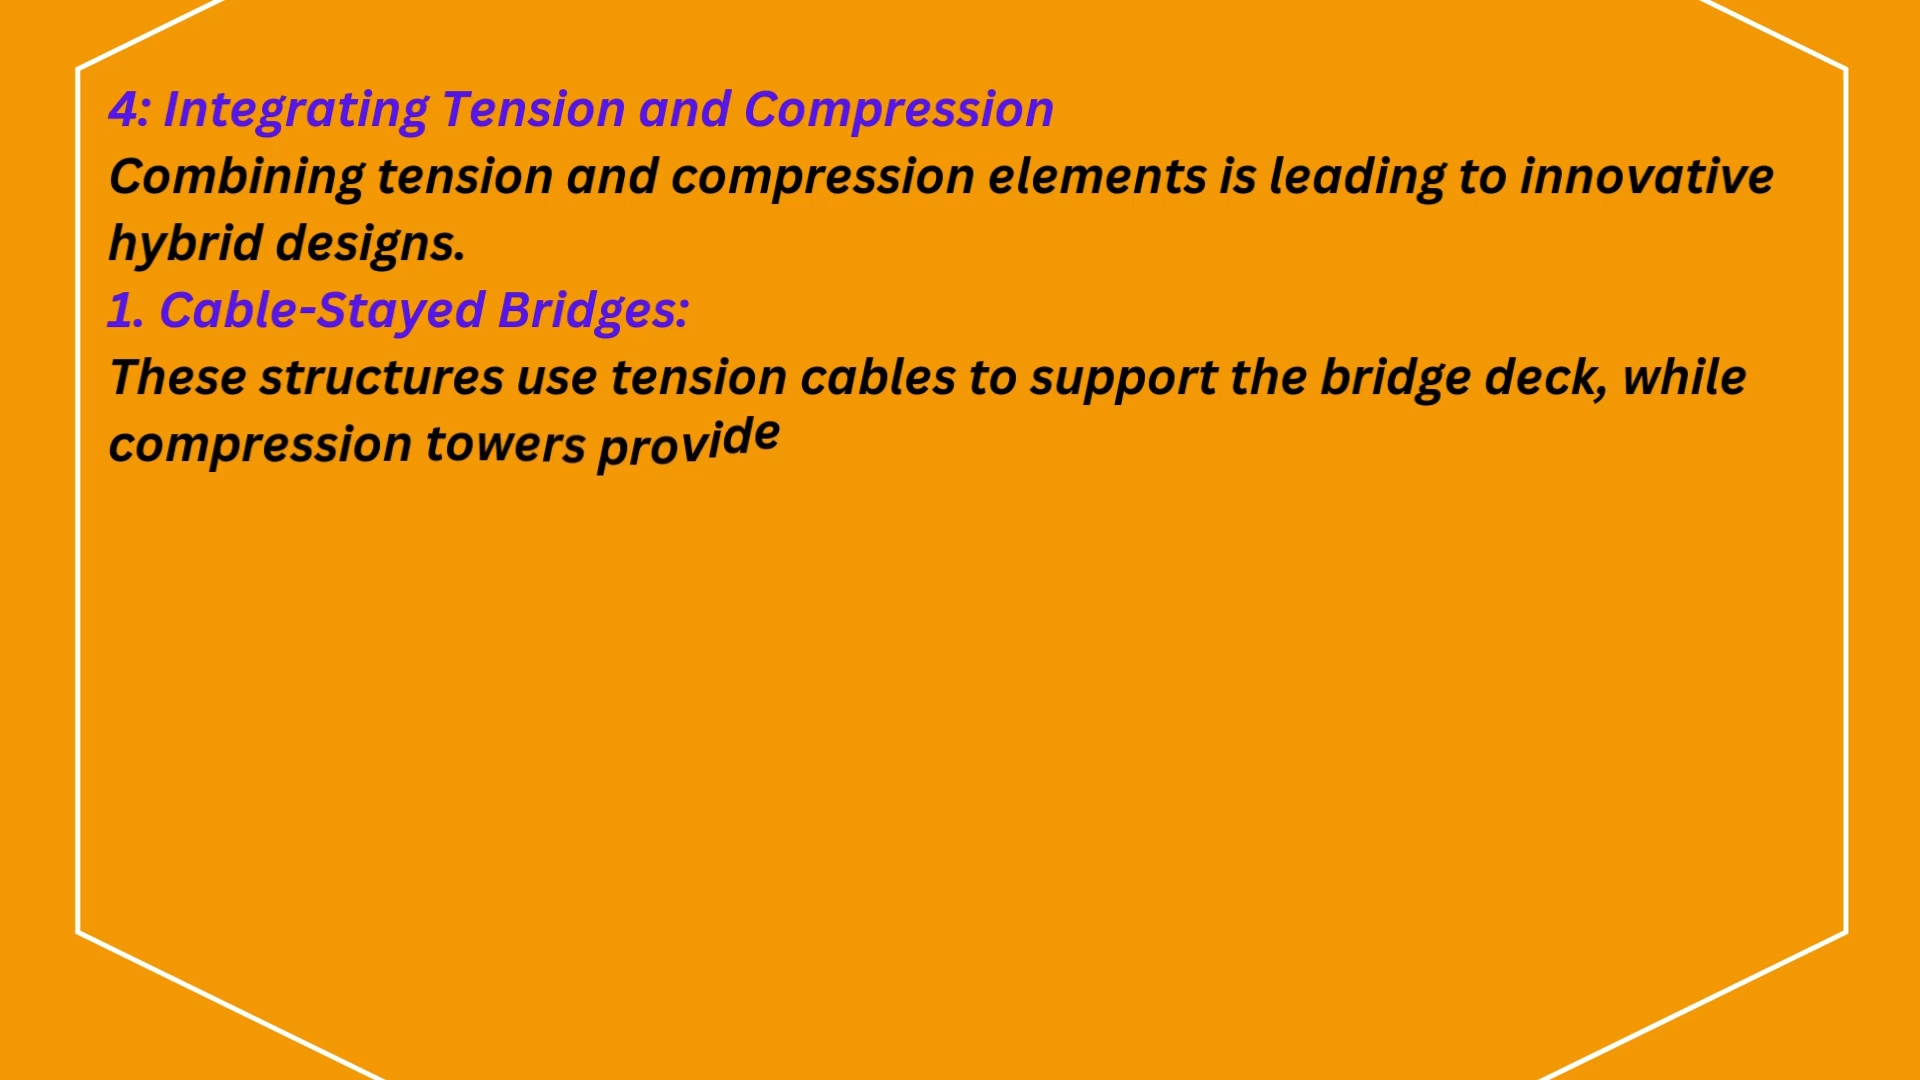 4: Integrating Tension and Compression
Combining tension and compression elements is leading to innovative
hybrid designs.
1. Cable-Stayed Bridges:
These structures use tension cables to support the bridge deck, while
compression towers provide